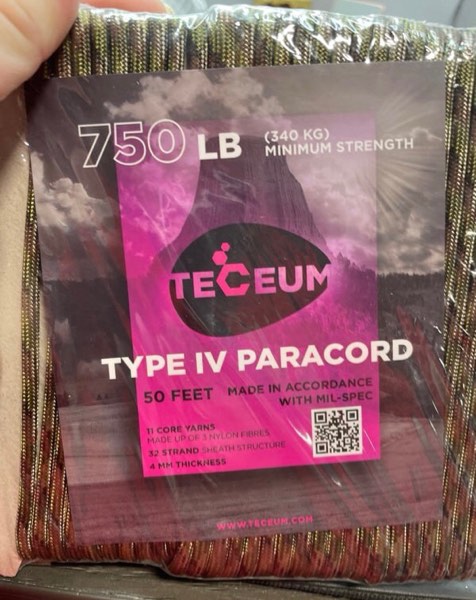 750 LB
(340 KG)
MINIMUM STRENGTH
TECEUM
TYPE IV PARACORD
50 FEET
MADE IN ACCORDANCE
WITH MIL-SPEC
11 CORE YARNS
MADE UP OF 3 NYLON FIBRES
32 STRAND SHEATH STRUCTURE
4 MM THICKNESS
WWW.TECEUM.COM